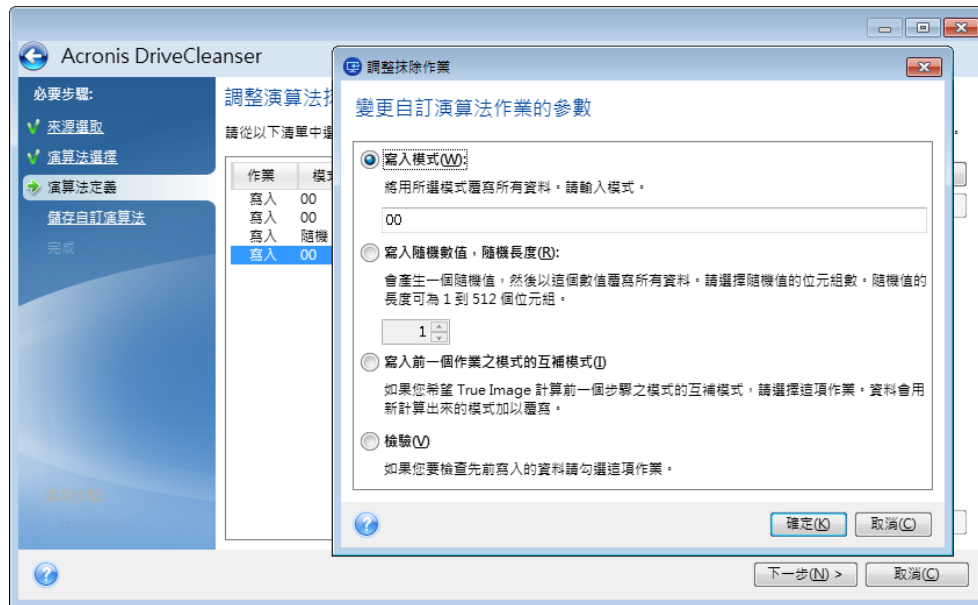 Acronis DriveCleanser
必要步驟:
來源選取
演算法選擇
演算法定義
儲存自訂演算法
完成
調整演算法
請從以下清單中選
作業 模式
寫入 00
寫入 00
寫入 隨機
寫入 00
調整抹除作業
變更自訂演算法作業的參數
寫入模式(W):
將用所選模式覆寫所有資料。請輸入模式。
00
寫入隨機數值,隨機長度(R):
會產生一個隨機值,然後以這個數值覆寫所有資料。請選擇隨機值的位元組數。隨機值的
長度可為 1 到 512 個位元組。
1
寫入前一個作業之模式的互補模式(I)
如果您希望 True Image 計算前一個步驟之模式的互補模式,請選擇這項作業。資料會用
新計算出來的模式加以覆寫。
檢驗(V)
如果您要檢查先前寫入的資料請勾選這項作業。
確定(K) 取消(C)
下一步(N) > 取消(C)